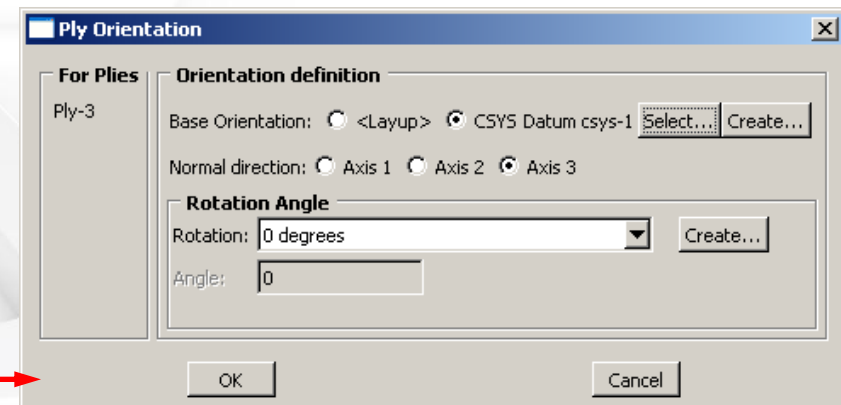 Ply Orientation
For Plies
Ply-3
Orientation definition
Base Orientation: <Layup> CSYS Datum csys-1 Select... Create...
Normal direction: Axis 1 Axis 2 Axis 3
Rotation Angle
Rotation: 0 degrees Create...
Angle: 0
OK Cancel